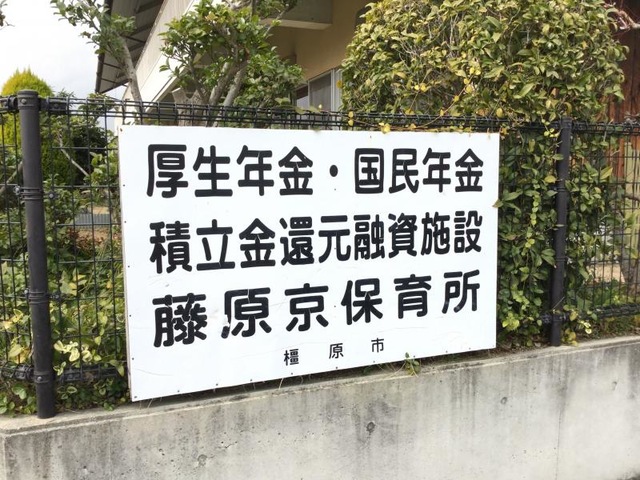 厚生年金・国民年金
積立金還元融資施設
藤原京保育所
橿原市